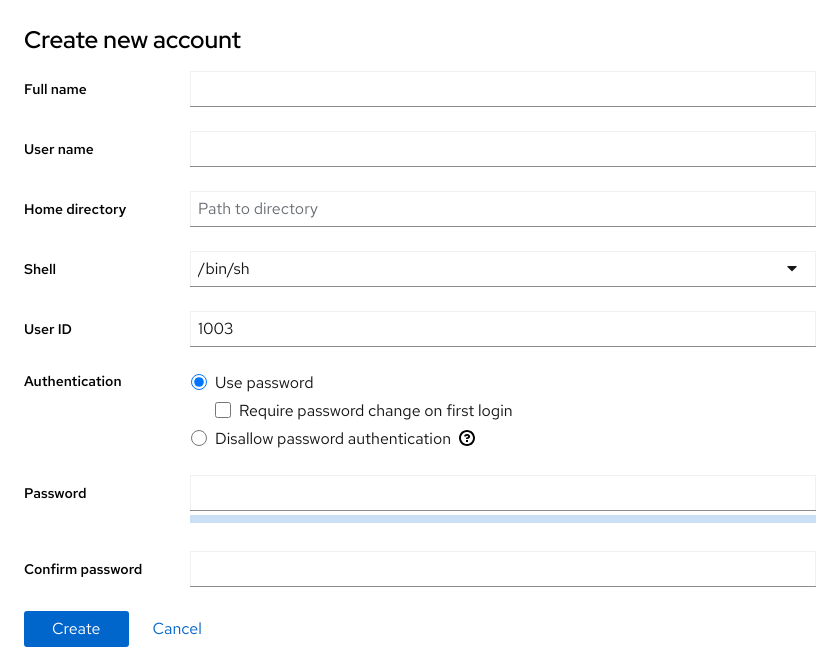 Create new account
Full name
User name
Home directory Path to directory
Shell /bin/sh
User ID 1003
Authentication Use password
Require password change on first login
Disallow password authentication ?
Password
Confirm password
Create Cancel